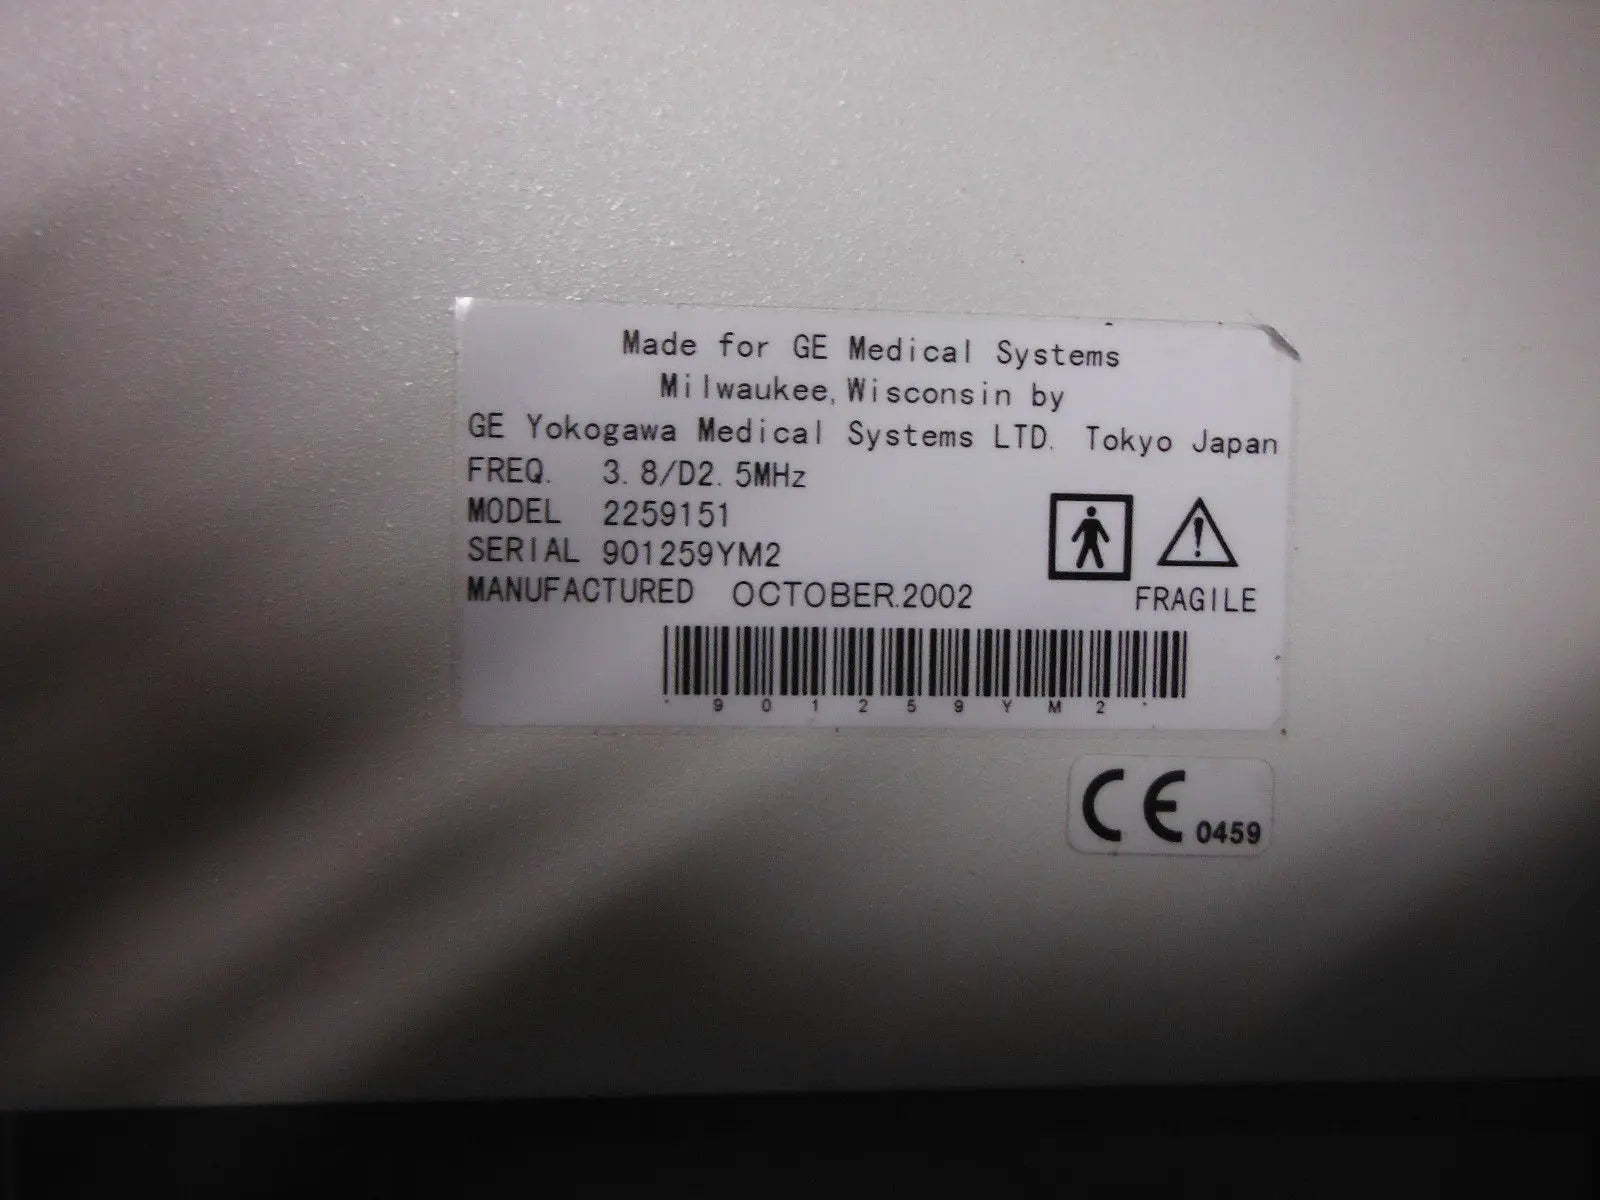 Made for GE Medical Systems
Milwaukee, Wisconsin by
GE Yokogawa Medical Systems LTD. Tokyo Japan
FREQ. 3.8/D2.5MHz
MODEL 2259151
SERIAL 901259YM2
MANUFACTURED OCTOBER.2002
FRAGILE
901259YM2
CE 0459